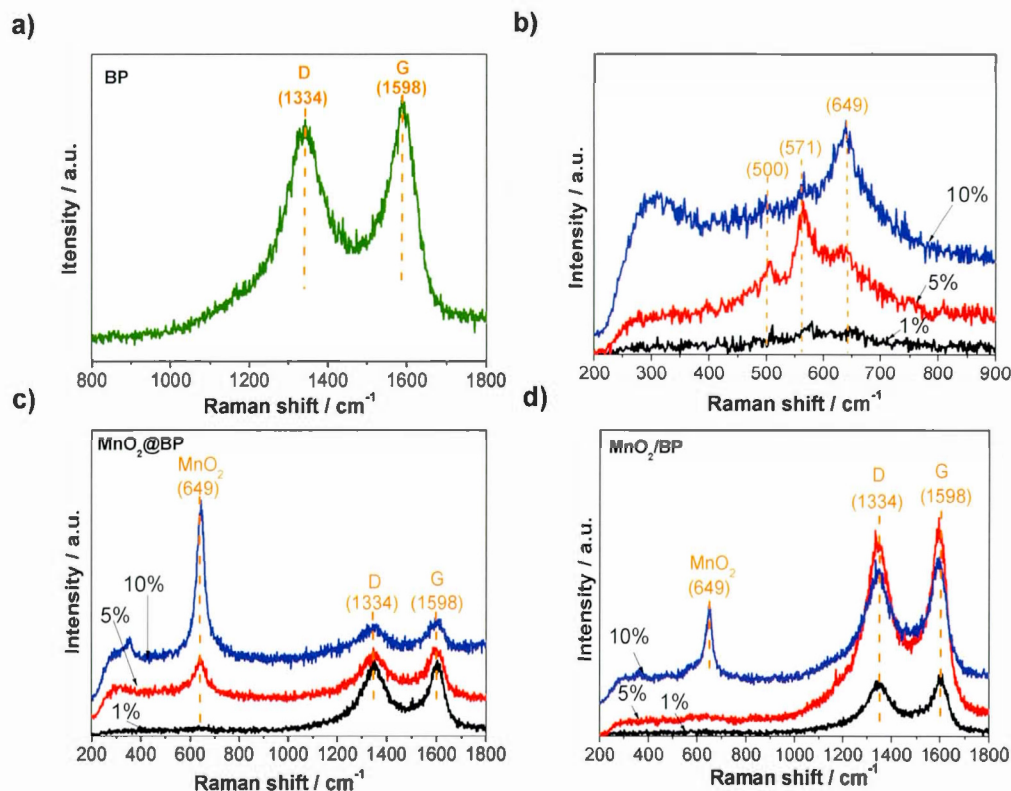 a)
BP
D
(1334)
G
(1598)
Itensity / a.u.
800 1000 1200 1400 1600 1800
Raman shift / cm⁻¹
b)
(500)
(571)
(649)
10%
5%
1%
Intensity / a.u.
200 300 400 500 600 700 800 900
Raman shift / cm⁻¹
c)
MnO₂@BP
MnO₂
(649)
D
(1334)
G
(1598)
10%
5%
1%
Intensity / a.u.
200 400 600 800 1000 1200 1400 1600 1800
Raman shift / cm⁻¹
d)
MnO₂/BP
D
(1334)
G
(1598)
MnO₂
(649)
10%
5%
1%
Intensity / a.u.
200 400 600 800 1000 1200 1400 1600 1800
Raman shift / cm⁻¹